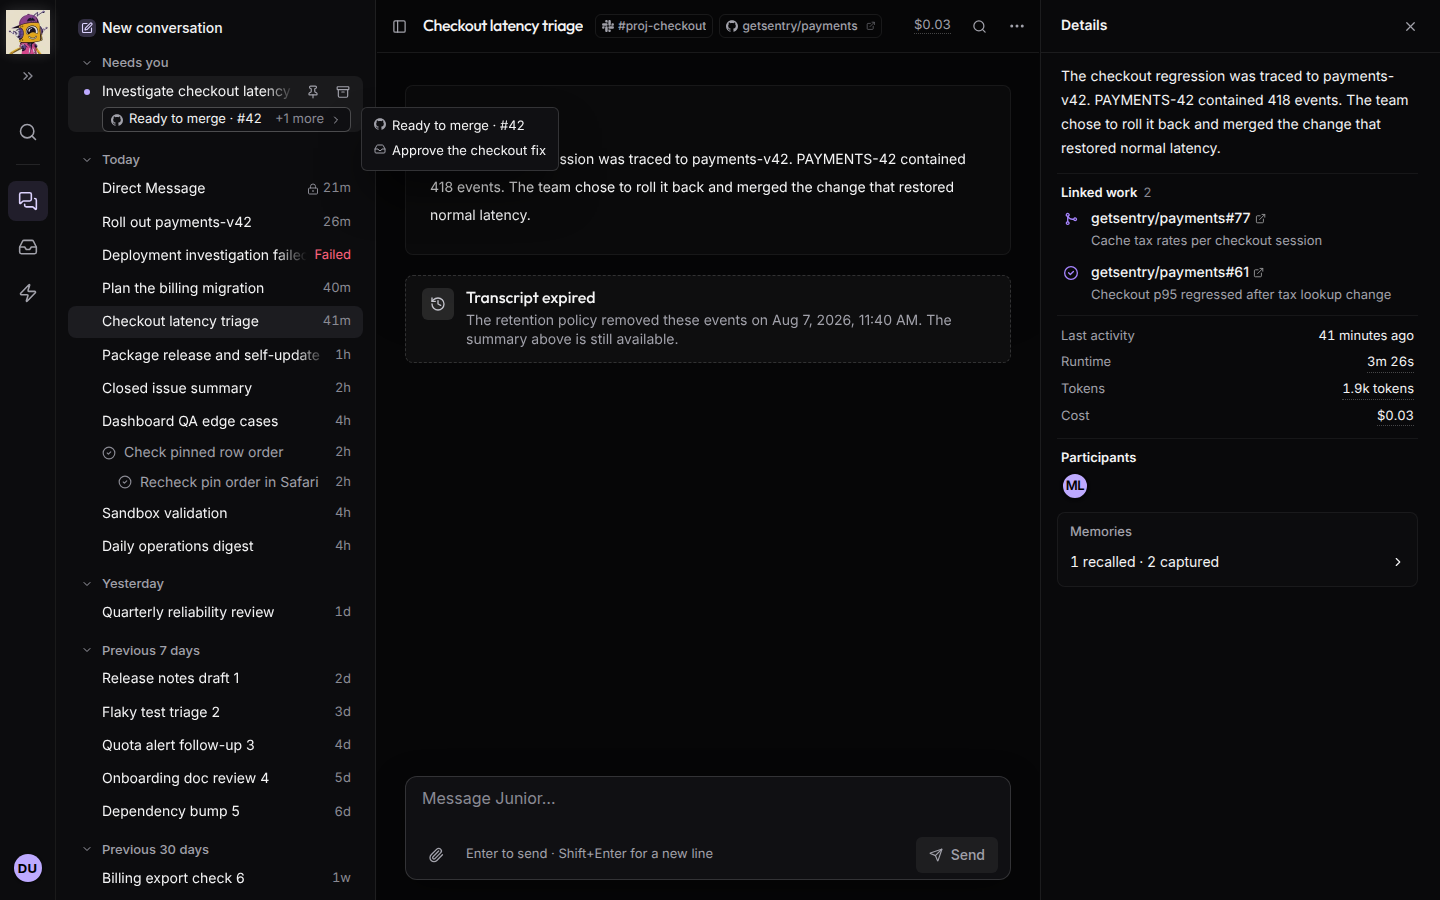 New conversation
Needs you
Investigate checkout latency
Ready to merge · #42 +1 more
Today
Direct Message 21m
Roll out payments-v42 26m
Deployment investigation failed Failed
Plan the billing migration 40m
Checkout latency triage 41m
Package release and self-update 1h
Closed issue summary 2h
Dashboard QA edge cases 4h
Check pinned row order 2h
Recheck pin order in Safari 2h
Sandbox validation 4h
Daily operations digest 4h
Yesterday
Quarterly reliability review 1d
Previous 7 days
Release notes draft 1 2d
Flaky test triage 2 3d
Quota alert follow-up 3 4d
Onboarding doc review 4 5d
Dependency bump 5 6d
Previous 30 days
Billing export check 6 1w
DU
Checkout latency triage #proj-checkout getsentry/payments $0.03
Ready to merge · #42
Approve the checkout fix
ssion was traced to payments-v42. PAYMENTS-42 contained
418 events. The team chose to roll it back and merged the change that restored
normal latency.
Transcript expired
The retention policy removed these events on Aug 7, 2026, 11:40 AM. The
summary above is still available.
Message Junior...
Enter to send · Shift+Enter for a new line
Send
Details
The checkout regression was traced to payments-
v42. PAYMENTS-42 contained 418 events. The team
chose to roll it back and merged the change that
restored normal latency.
Linked work 2
getsentry/payments#77
Cache tax rates per checkout session
getsentry/payments#61
Checkout p95 regressed after tax lookup change
Last activity 41 minutes ago
Runtime 3m 26s
Tokens 1.9k tokens
Cost $0.03
Participants
ML
Memories
1 recalled · 2 captured